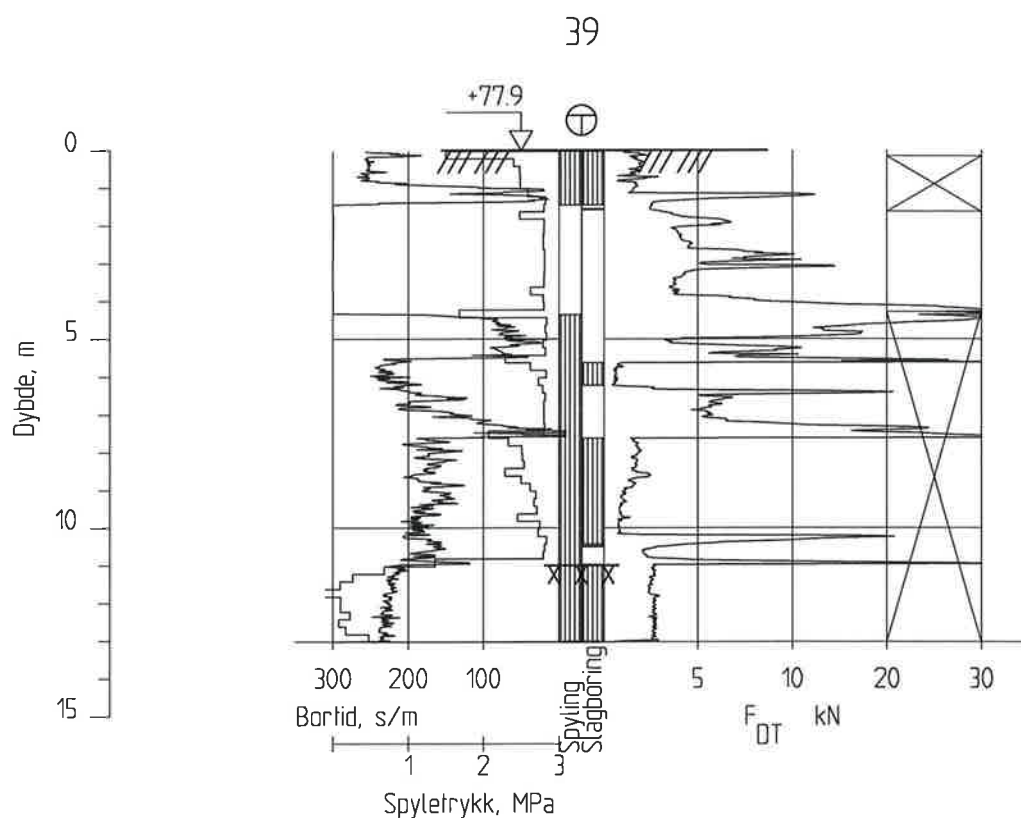 39
+77.9
T
0
5
10
15
Dybde, m
300 200 100
Bortid, s/m
Spyling
Slagboring
5 10 20 30
F DT kN
1 2 3
Spyletrykk, MPa